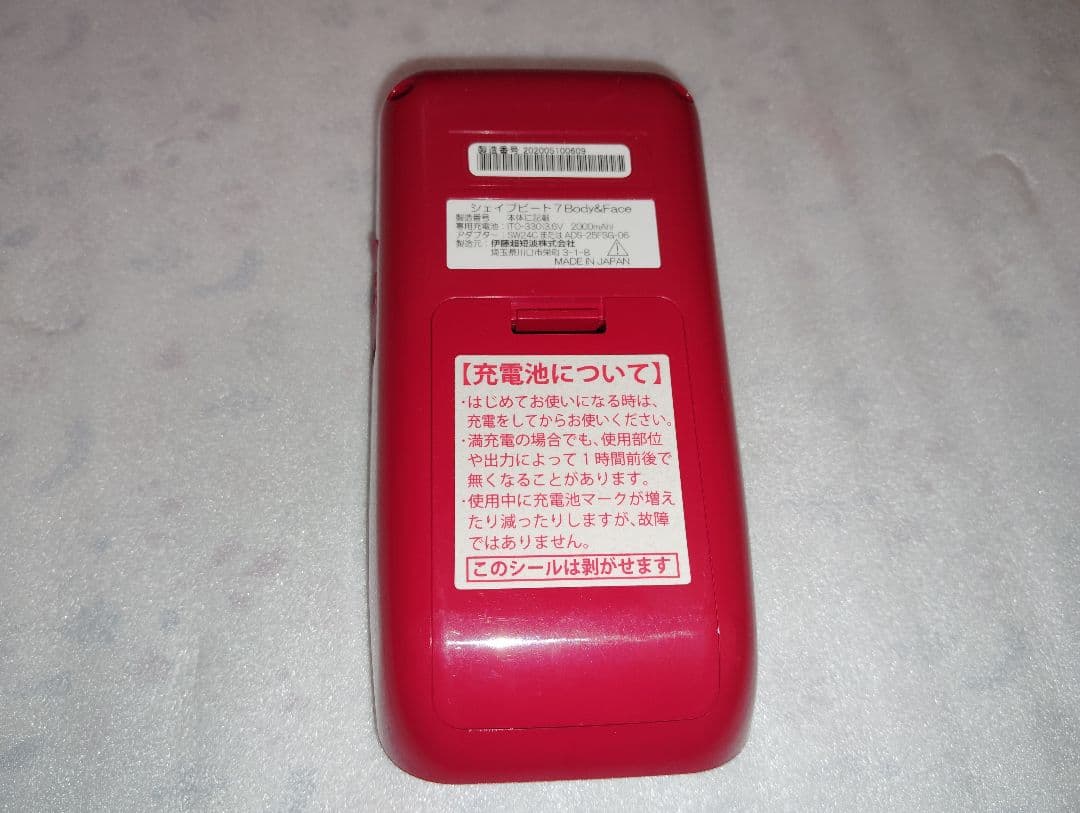 製造番号 202005100609
シェイプビート7 Body&Face
製造番号 本体に記載
専用充電池：ITO-330(3.6V 2000mAh)
アダプター：SW24C または ADS-25FSG-06
製造元：伊藤超短波株式会社
埼玉県川口市栄町 3-1-8
MADE IN JAPAN
【充電池について】
・はじめてお使いになる時は、
充電をしてからお使いください。
・満充電の場合でも、使用部位
や出力によって1時間前後で
無くなることがあります。
・使用中に充電池マークが増え
たり減ったりしますが、故障
ではありません。
このシールは剥がせます